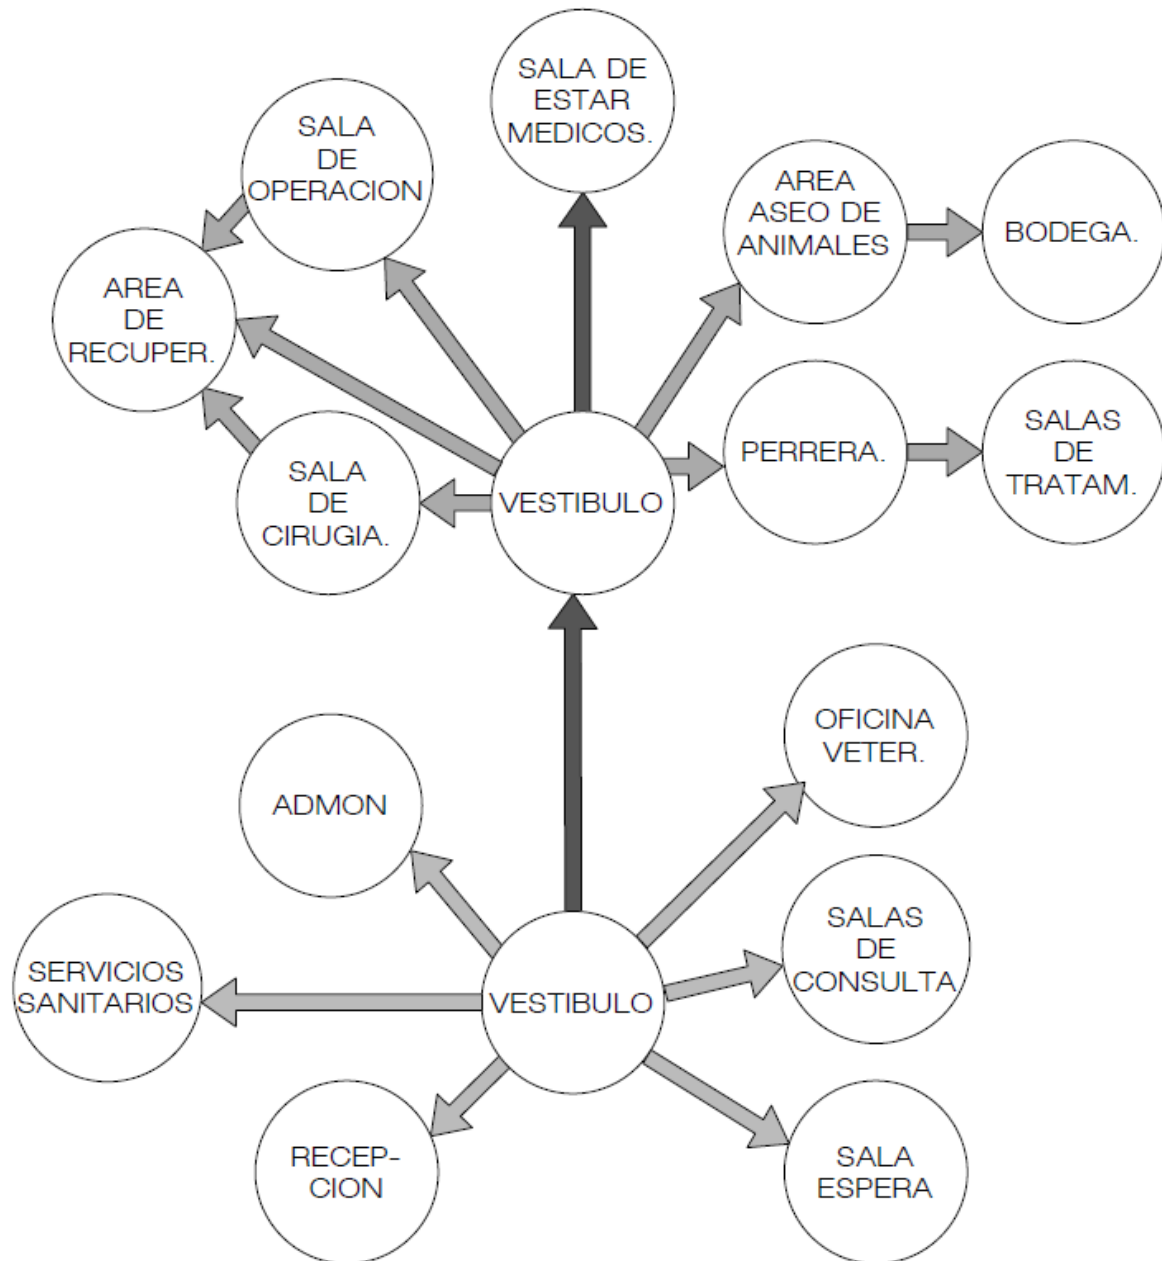 SALA DE
ESTAR
MEDICOS.
SALA
DE
OPERACION
AREA
ASEO DE
ANIMALES
BODEGA.
AREA
DE
RECUPER.
SALA
DE
CIRUGIA.
VESTIBULO
PERRERA.
SALAS
DE
TRATAM.
OFICINA
VETER.
ADMON
SALAS
DE
CONSULTA
SERVICIOS
SANITARIOS
VESTIBULO
RECEP-
CION
SALA
ESPERA